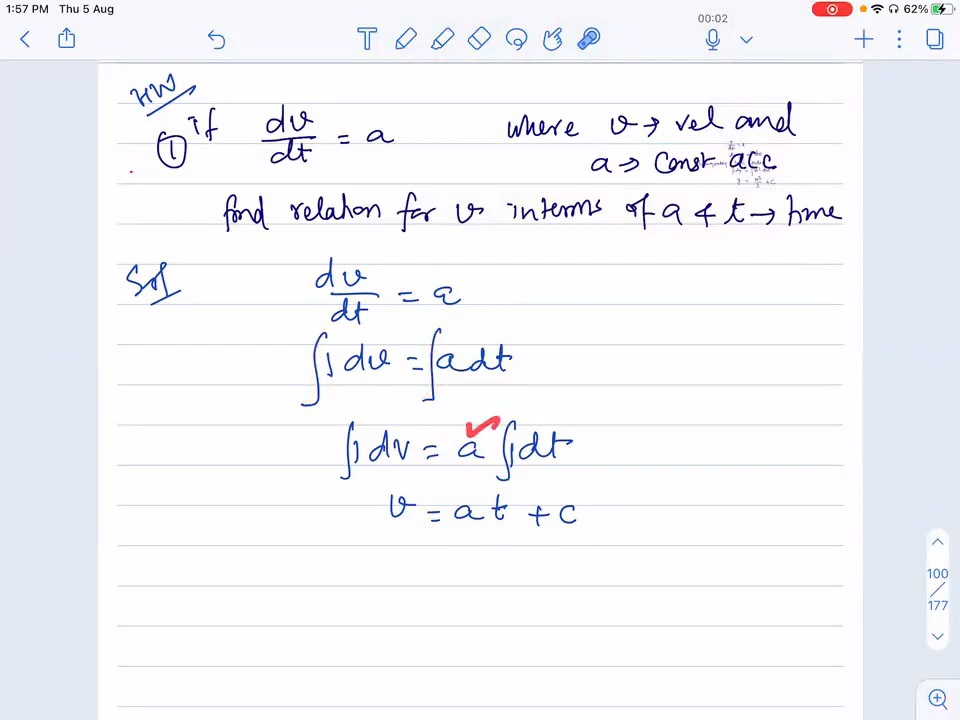 1:57 PM Thu 5 Aug
62%
00:02
T
HW
① if dv/dt = a where v → vel and
a → const acc
find relation for v interms of a & t → time
Sol
dv/dt = a
∫1 dv = ∫a dt
∫1 dv = a ∫1 dt
v = at + c
100
/
177